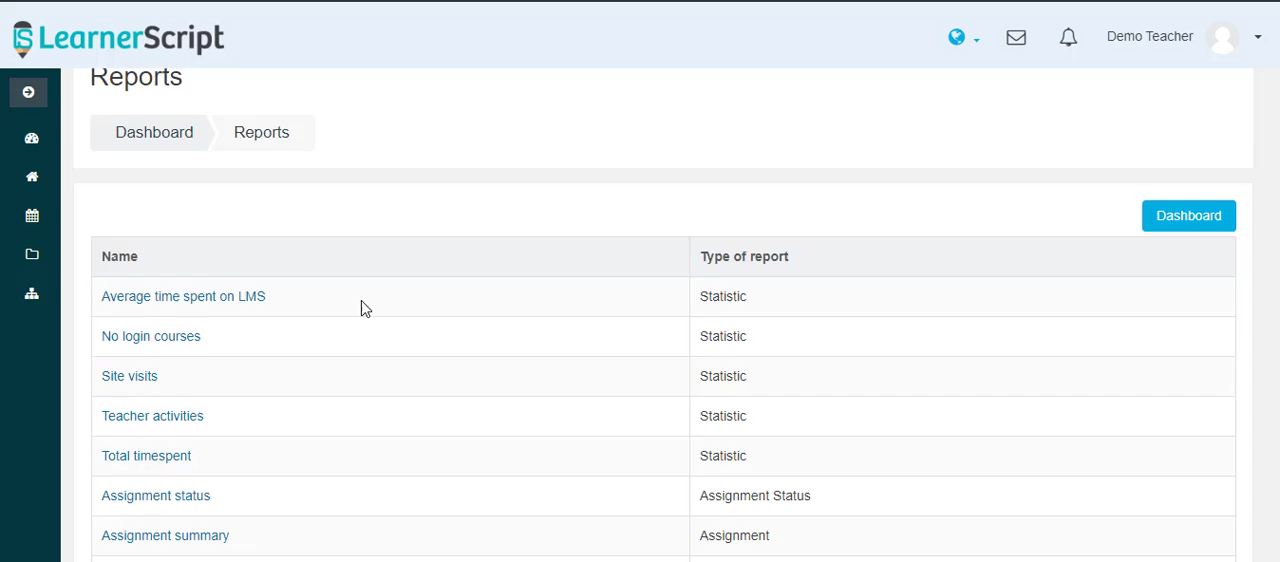 LearnerScript
Demo Teacher
Reports
Dashboard Reports
Dashboard
Name Type of report
Average time spent on LMS Statistic
No login courses Statistic
Site visits Statistic
Teacher activities Statistic
Total timespent Statistic
Assignment status Assignment Status
Assignment summary Assignment